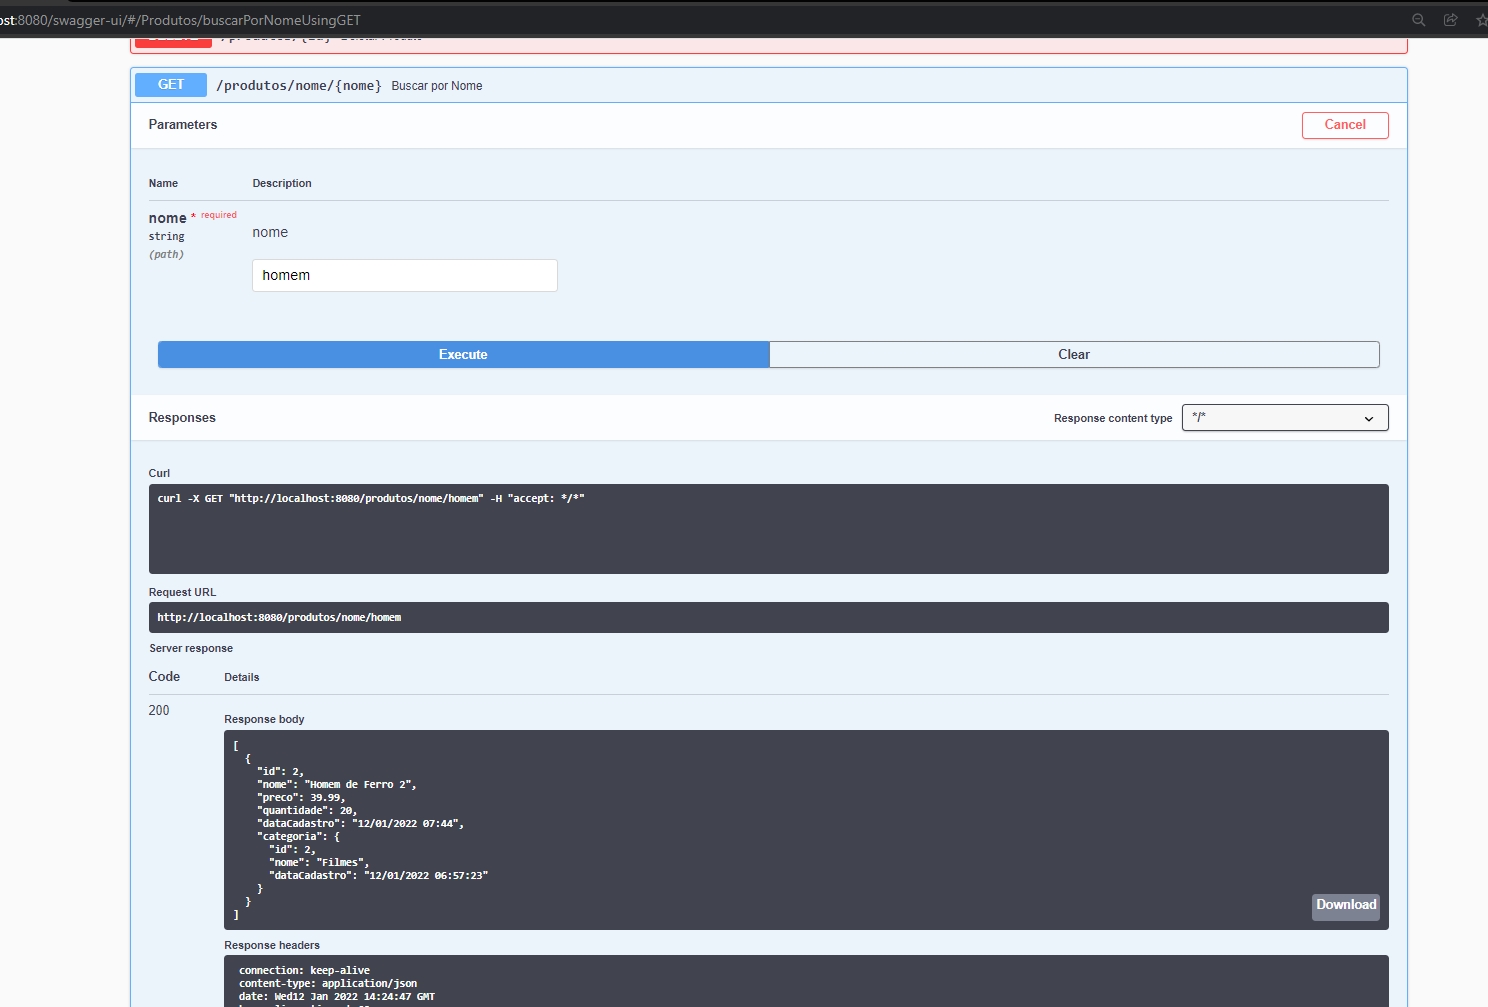 ost:8080/swagger-ui/#/Produtos/buscarPorNomeUsingGET
GET /produtos/nome/{nome} Buscar por Nome
Parameters
Cancel
Name Description
nome * required
string
(path)
nome
homem
Execute
Clear
Responses
Response content type */*
Curl
curl -X GET "http://localhost:8080/produtos/nome/homem" -H "accept: */*"
Request URL
http://localhost:8080/produtos/nome/homem
Server response
Code Details
200
Response body
[
  {
    "id": 2,
    "nome": "Homem de Ferro 2",
    "preco": 39.99,
    "quantidade": 20,
    "dataCadastro": "12/01/2022 07:44",
    "categoria": {
      "id": 2,
      "nome": "Filmes",
      "dataCadastro": "12/01/2022 06:57:23"
    }
  }
]
Download
Response headers
connection: keep-alive
content-type: application/json
date: Wed12 Jan 2022 14:24:47 GMT